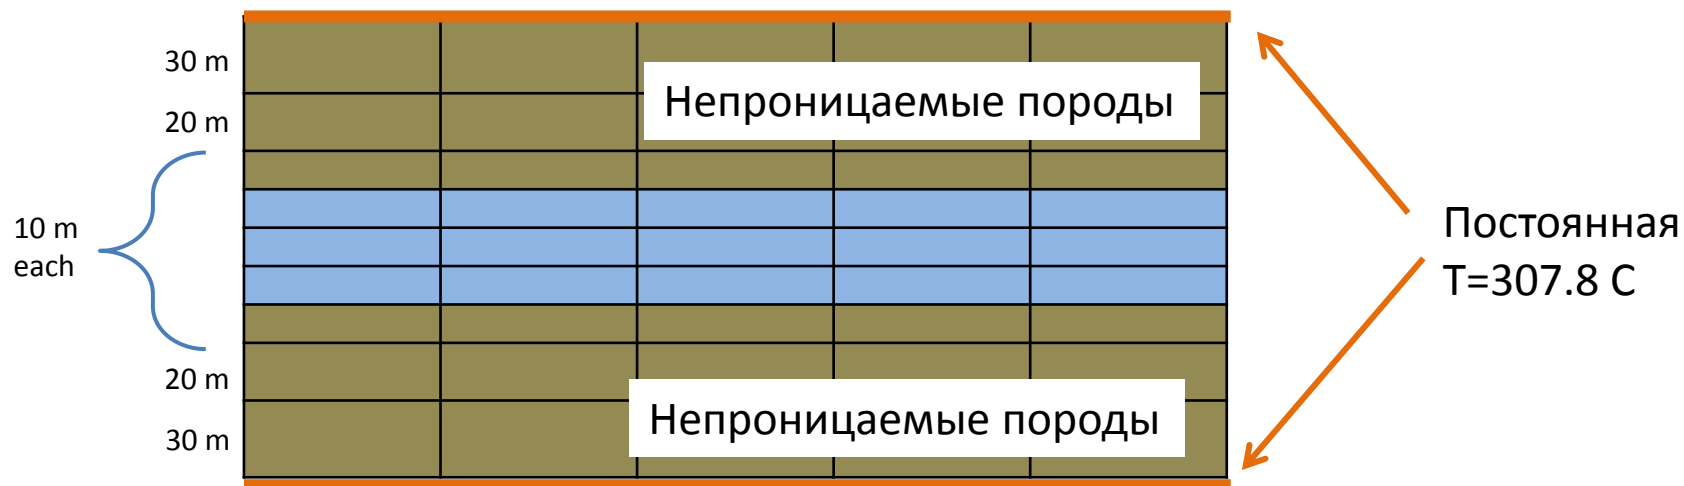 30 m
Непроницаемые породы
20 m
10 m
each
Постоянная
T=307.8 C
20 m
Непроницаемые породы
30 m